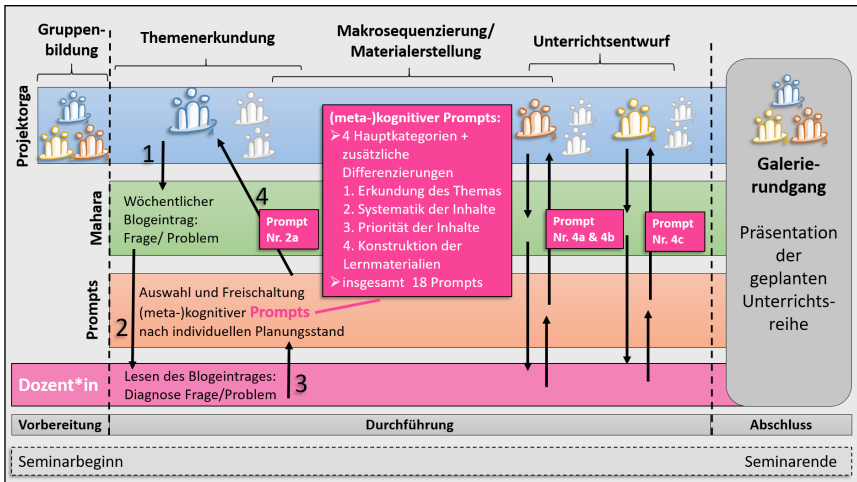 Gruppen-
bildung
Themenerkundung
Makrosequenzierung/
Materialerstellung
Unterrichtsentwurf
Projektorga
Mahara
Prompts
Dozent*in
1
Wöchentlicher
Blogeintrag:
Frage/ Problem
4
Prompt
Nr. 2a
(meta-)kognitiver Prompts:
➢4 Hauptkategorien +
zusätzliche
Differenzierungen
1. Erkundung des Themas
2. Systematik der Inhalte
3. Priorität der Inhalte
4. Konstruktion der
Lernmaterialien
➢insgesamt 18 Prompts
Prompt
Nr. 4a & 4b
Prompt
Nr. 4c
Auswahl und Freischaltung
(meta-)kognitiver Prompts
nach individuellen Planungsstand
2
Lesen des Blogeintrages:
Diagnose Frage/Problem
3
Galerie-
rundgang
Präsentation
der
geplanten
Unterrichts-
reihe
Vorbereitung
Durchführung
Abschluss
Seminarbeginn
Seminarende